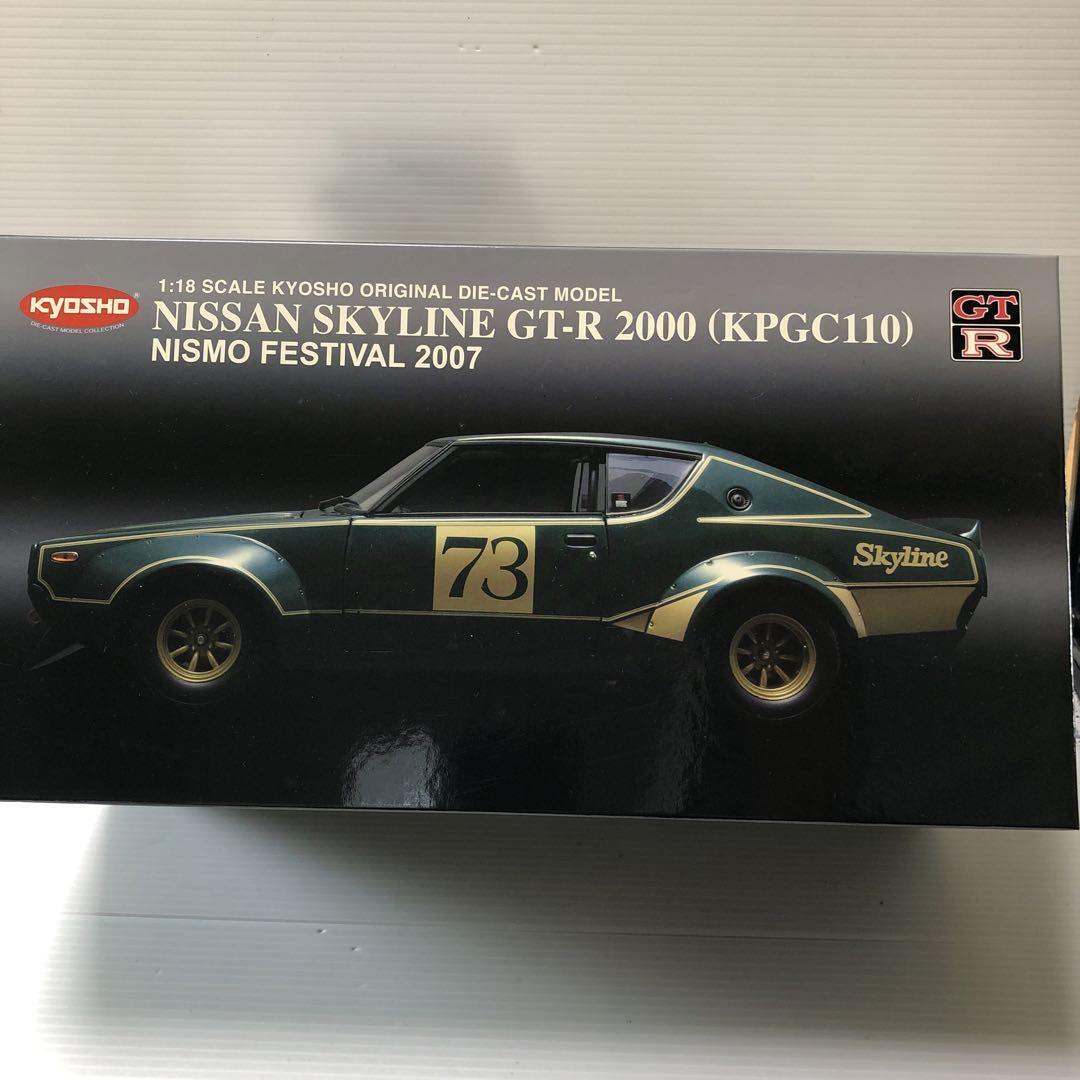 KYOSHO®
DIE-CAST MODEL COLLECTION
1:18 SCALE KYOSHO ORIGINAL DIE-CAST MODEL
NISSAN SKYLINE GT-R 2000 (KPGC110)
NISMO FESTIVAL 2007
GT
R
73
Skyline